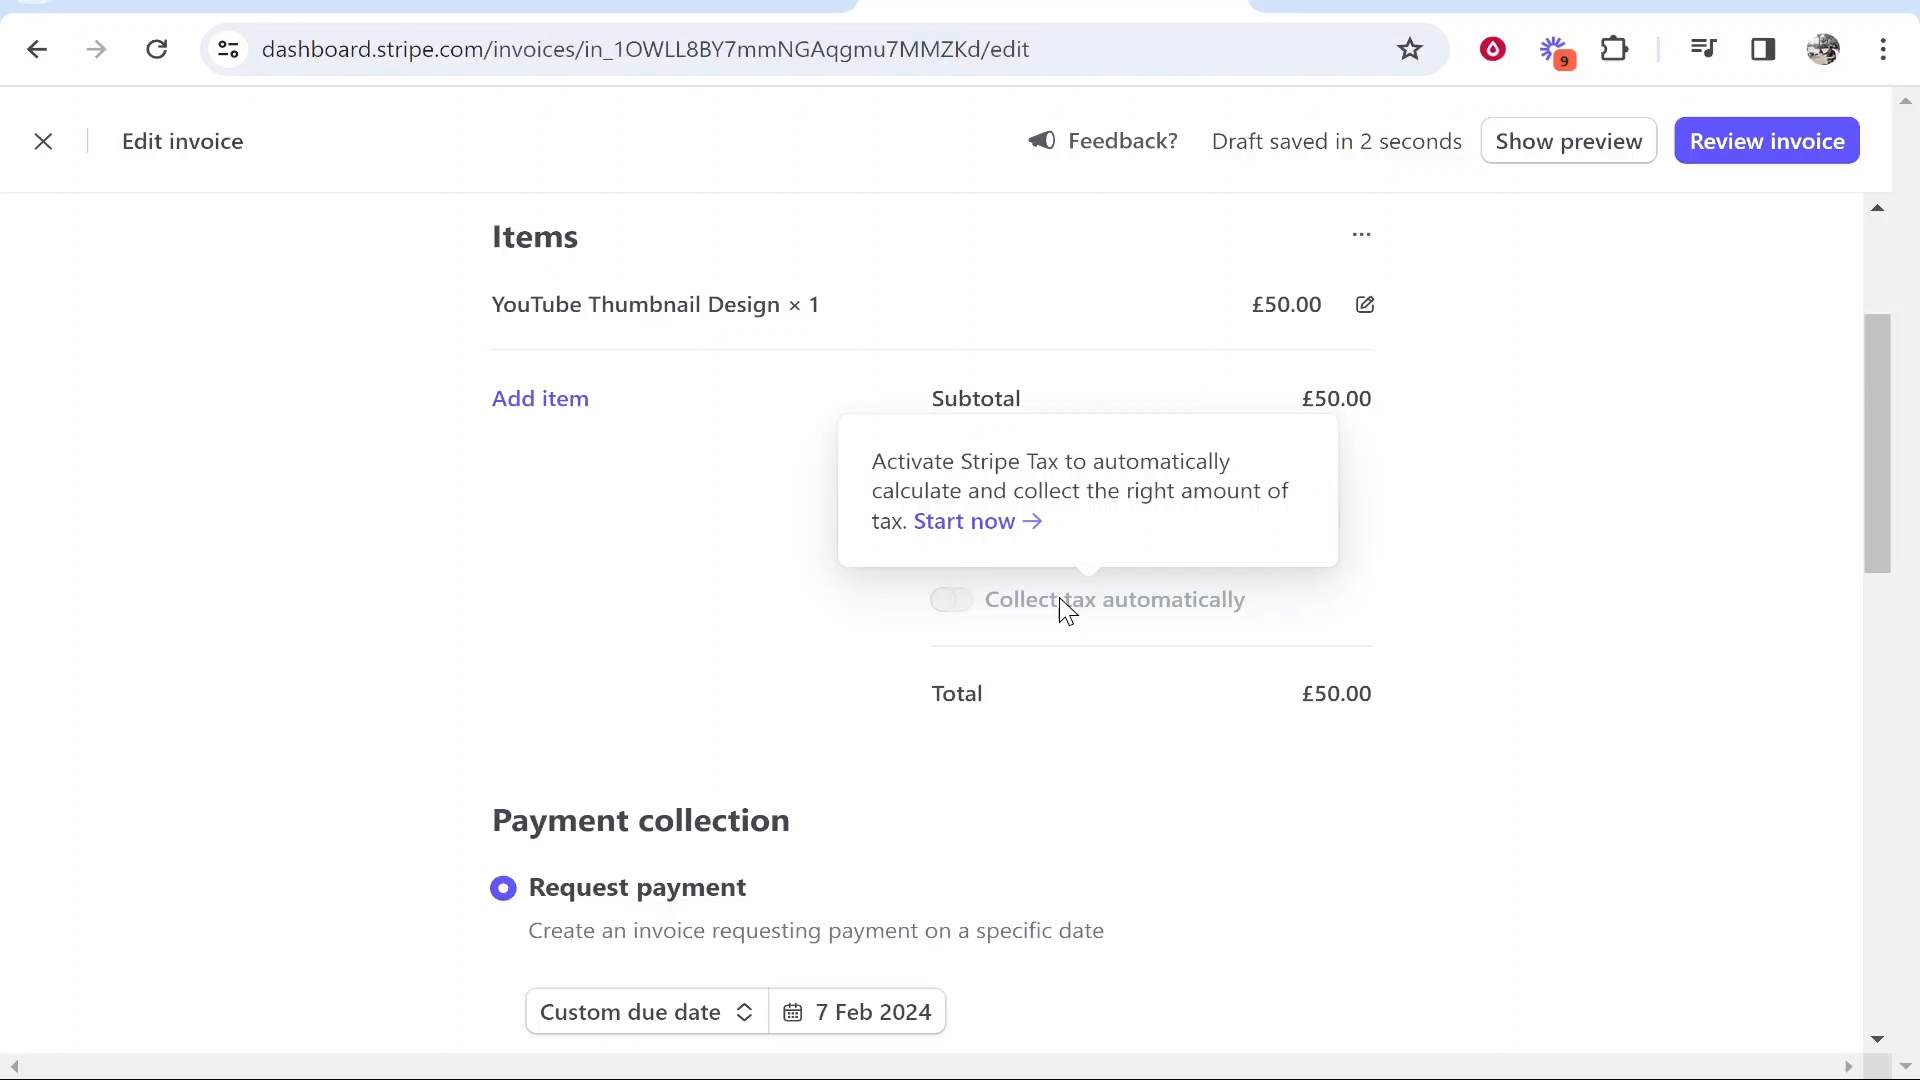 dashboard.stripe.com/invoices/in_1OWLL8BY7mmNGAqgmu7MMZKd/edit
9
Edit invoice
Feedback?
Draft saved in 2 seconds
Show preview
Review invoice
Items
...
YouTube Thumbnail Design × 1
£50.00
Add item
Subtotal
£50.00
Activate Stripe Tax to automatically
calculate and collect the right amount of
tax. Start now →
Collect tax automatically
Total
£50.00
Payment collection
Request payment
Create an invoice requesting payment on a specific date
Custom due date
7 Feb 2024